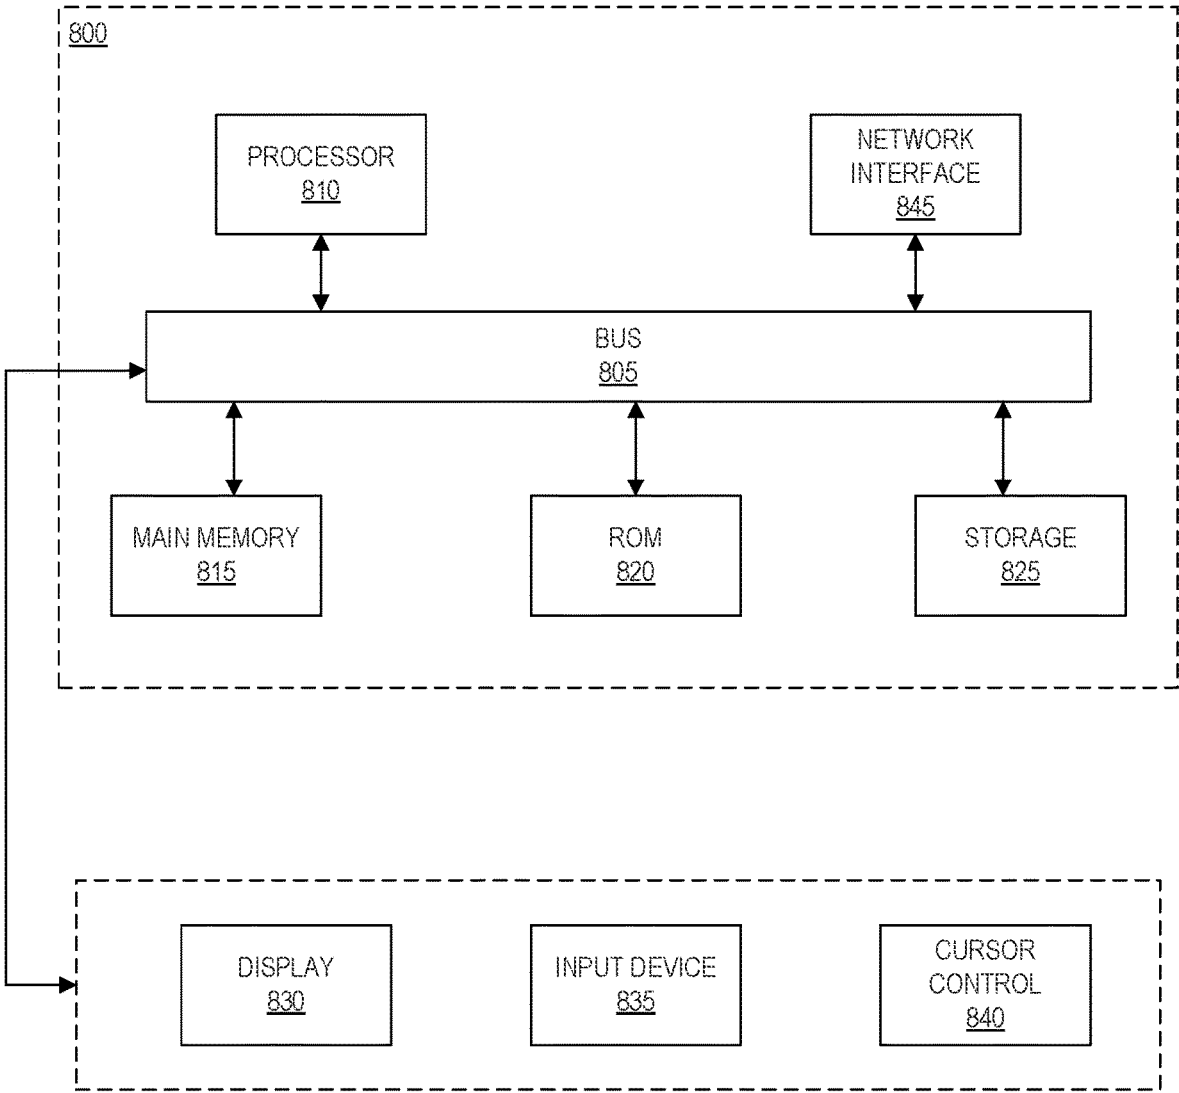 800
PROCESSOR
810
NETWORK
INTERFACE
845
BUS
805
MAIN MEMORY
815
ROM
820
STORAGE
825
DISPLAY
830
INPUT DEVICE
835
CURSOR
CONTROL
840